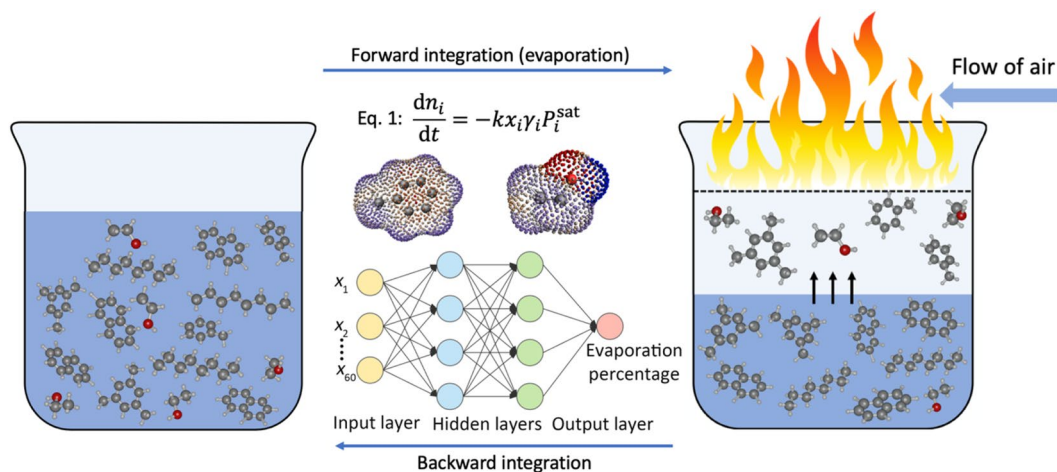 Forward integration (evaporation)
Flow of air
Eq. 1: dn_i/dt = −kx_iγ_iP_i^sat
x_1
x_2
x_60
Evaporation
percentage
Input layer Hidden layers Output layer
Backward integration